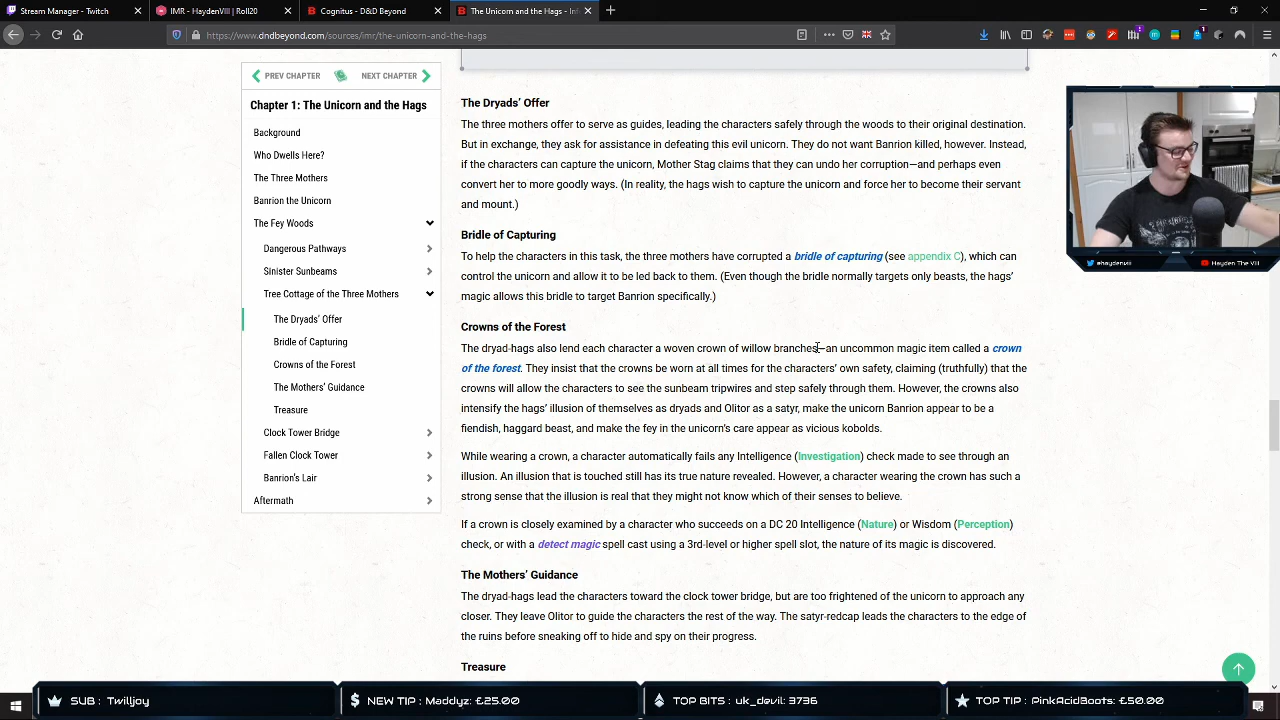 Stream Manager - Twitch
IMR - HaydenVIII | Roll20
Cognitus - D&D Beyond
The Unicorn and the Hags - In
https://www.dndbeyond.com/sources/imr/the-unicorn-and-the-hags
PREV CHAPTER
NEXT CHAPTER
Chapter 1: The Unicorn and the Hags
Background
Who Dwells Here?
The Three Mothers
Banrion the Unicorn
The Fey Woods
Dangerous Pathways
Sinister Sunbeams
Tree Cottage of the Three Mothers
The Dryads' Offer
Bridle of Capturing
Crowns of the Forest
The Mothers' Guidance
Treasure
Clock Tower Bridge
Fallen Clock Tower
Banrion's Lair
Aftermath
The Dryads' Offer
The three mothers offer to serve as guides, leading the characters safely through the woods to their original destination.
But in exchange, they ask for assistance in defeating this evil unicorn. They do not want Banrion killed, however. Instead,
if the characters can capture the unicorn, Mother Stag claims that they can undo her corruption—and perhaps even
convert her to more goodly ways. (In reality, the hags wish to capture the unicorn and force her to become their servant
and mount.)
Bridle of Capturing
To help the characters in this task, the three mothers have corrupted a bridle of capturing (see appendix C), which can
control the unicorn and allow it to be led back to them. (Even though the bridle normally targets only beasts, the hags'
magic allows this bridle to target Banrion specifically.)
Crowns of the Forest
The dryad-hags also lend each character a woven crown of willow branches—an uncommon magic item called a crown
of the forest. They insist that the crowns be worn at all times for the characters' own safety, claiming (truthfully) that the
crowns will allow the characters to see the sunbeam tripwires and step safely through them. However, the crowns also
intensify the hags' illusion of themselves as dryads and Olitor as a satyr, make the unicorn Banrion appear to be a
fiendish, haggard beast, and make the fey in the unicorn's care appear as vicious kobolds.
While wearing a crown, a character automatically fails any Intelligence (Investigation) check made to see through an
illusion. An illusion that is touched still has its true nature revealed. However, a character wearing the crown has such a
strong sense that the illusion is real that they might not know which of their senses to believe.
If a crown is closely examined by a character who succeeds on a DC 20 Intelligence (Nature) or Wisdom (Perception)
check, or with a detect magic spell cast using a 3rd-level or higher spell slot, the nature of its magic is discovered.
The Mothers' Guidance
The dryad-hags lead the characters toward the clock tower bridge, but are too frightened of the unicorn to approach any
closer. They leave Olitor to guide the characters the rest of the way. The satyr-redcap leads the characters to the edge of
the ruins before sneaking off to hide and spy on their progress.
Treasure
@haydenviii
Hayden The VIII
SUB : Twilljoy
NEW TIP : Maddyz: £25.00
TOP BITS : uk_devil: 3736
TOP TIP : PinkAcidBoots: £50.00